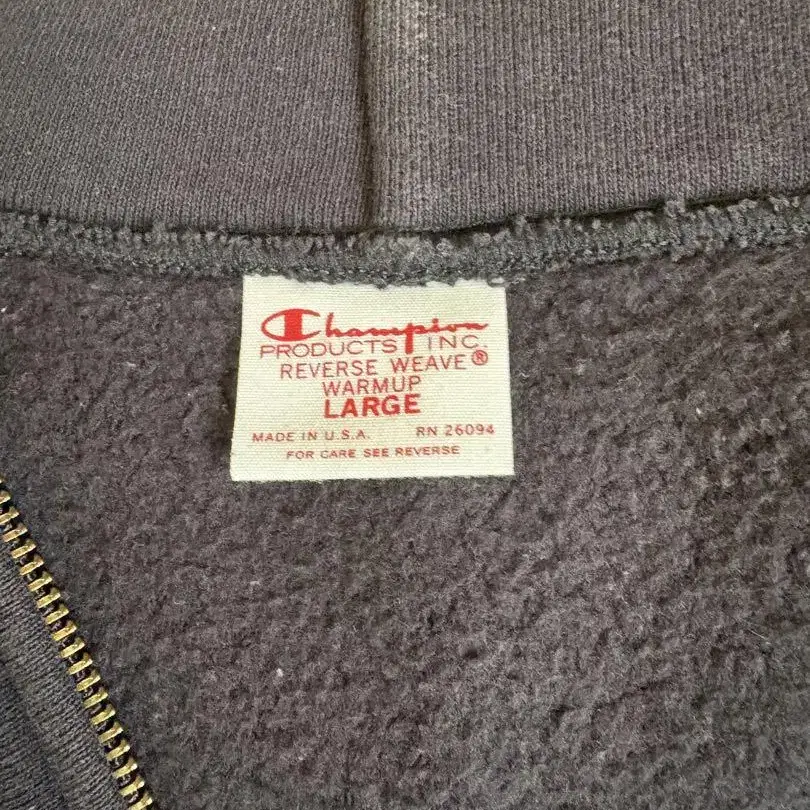 Champion
PRODUCTS INC.
REVERSE WEAVE®
WARMUP
LARGE
MADE IN U.S.A. RN 26094
FOR CARE SEE REVERSE